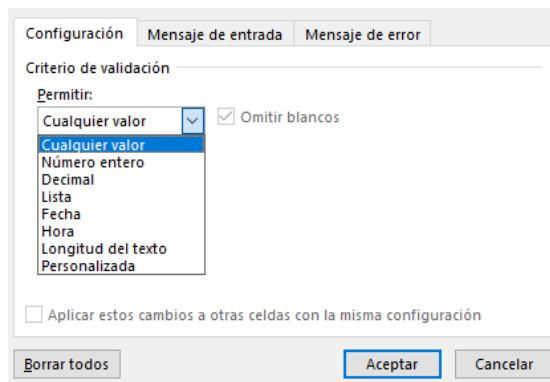 Configuración Mensaje de entrada Mensaje de error
Criterio de validación
Permitir:
Cualquier valor Omitir blancos
Cualquier valor
Número entero
Decimal
Lista
Fecha
Hora
Longitud del texto
Personalizada
Aplicar estos cambios a otras celdas con la misma configuración
Borrar todos Aceptar Cancelar